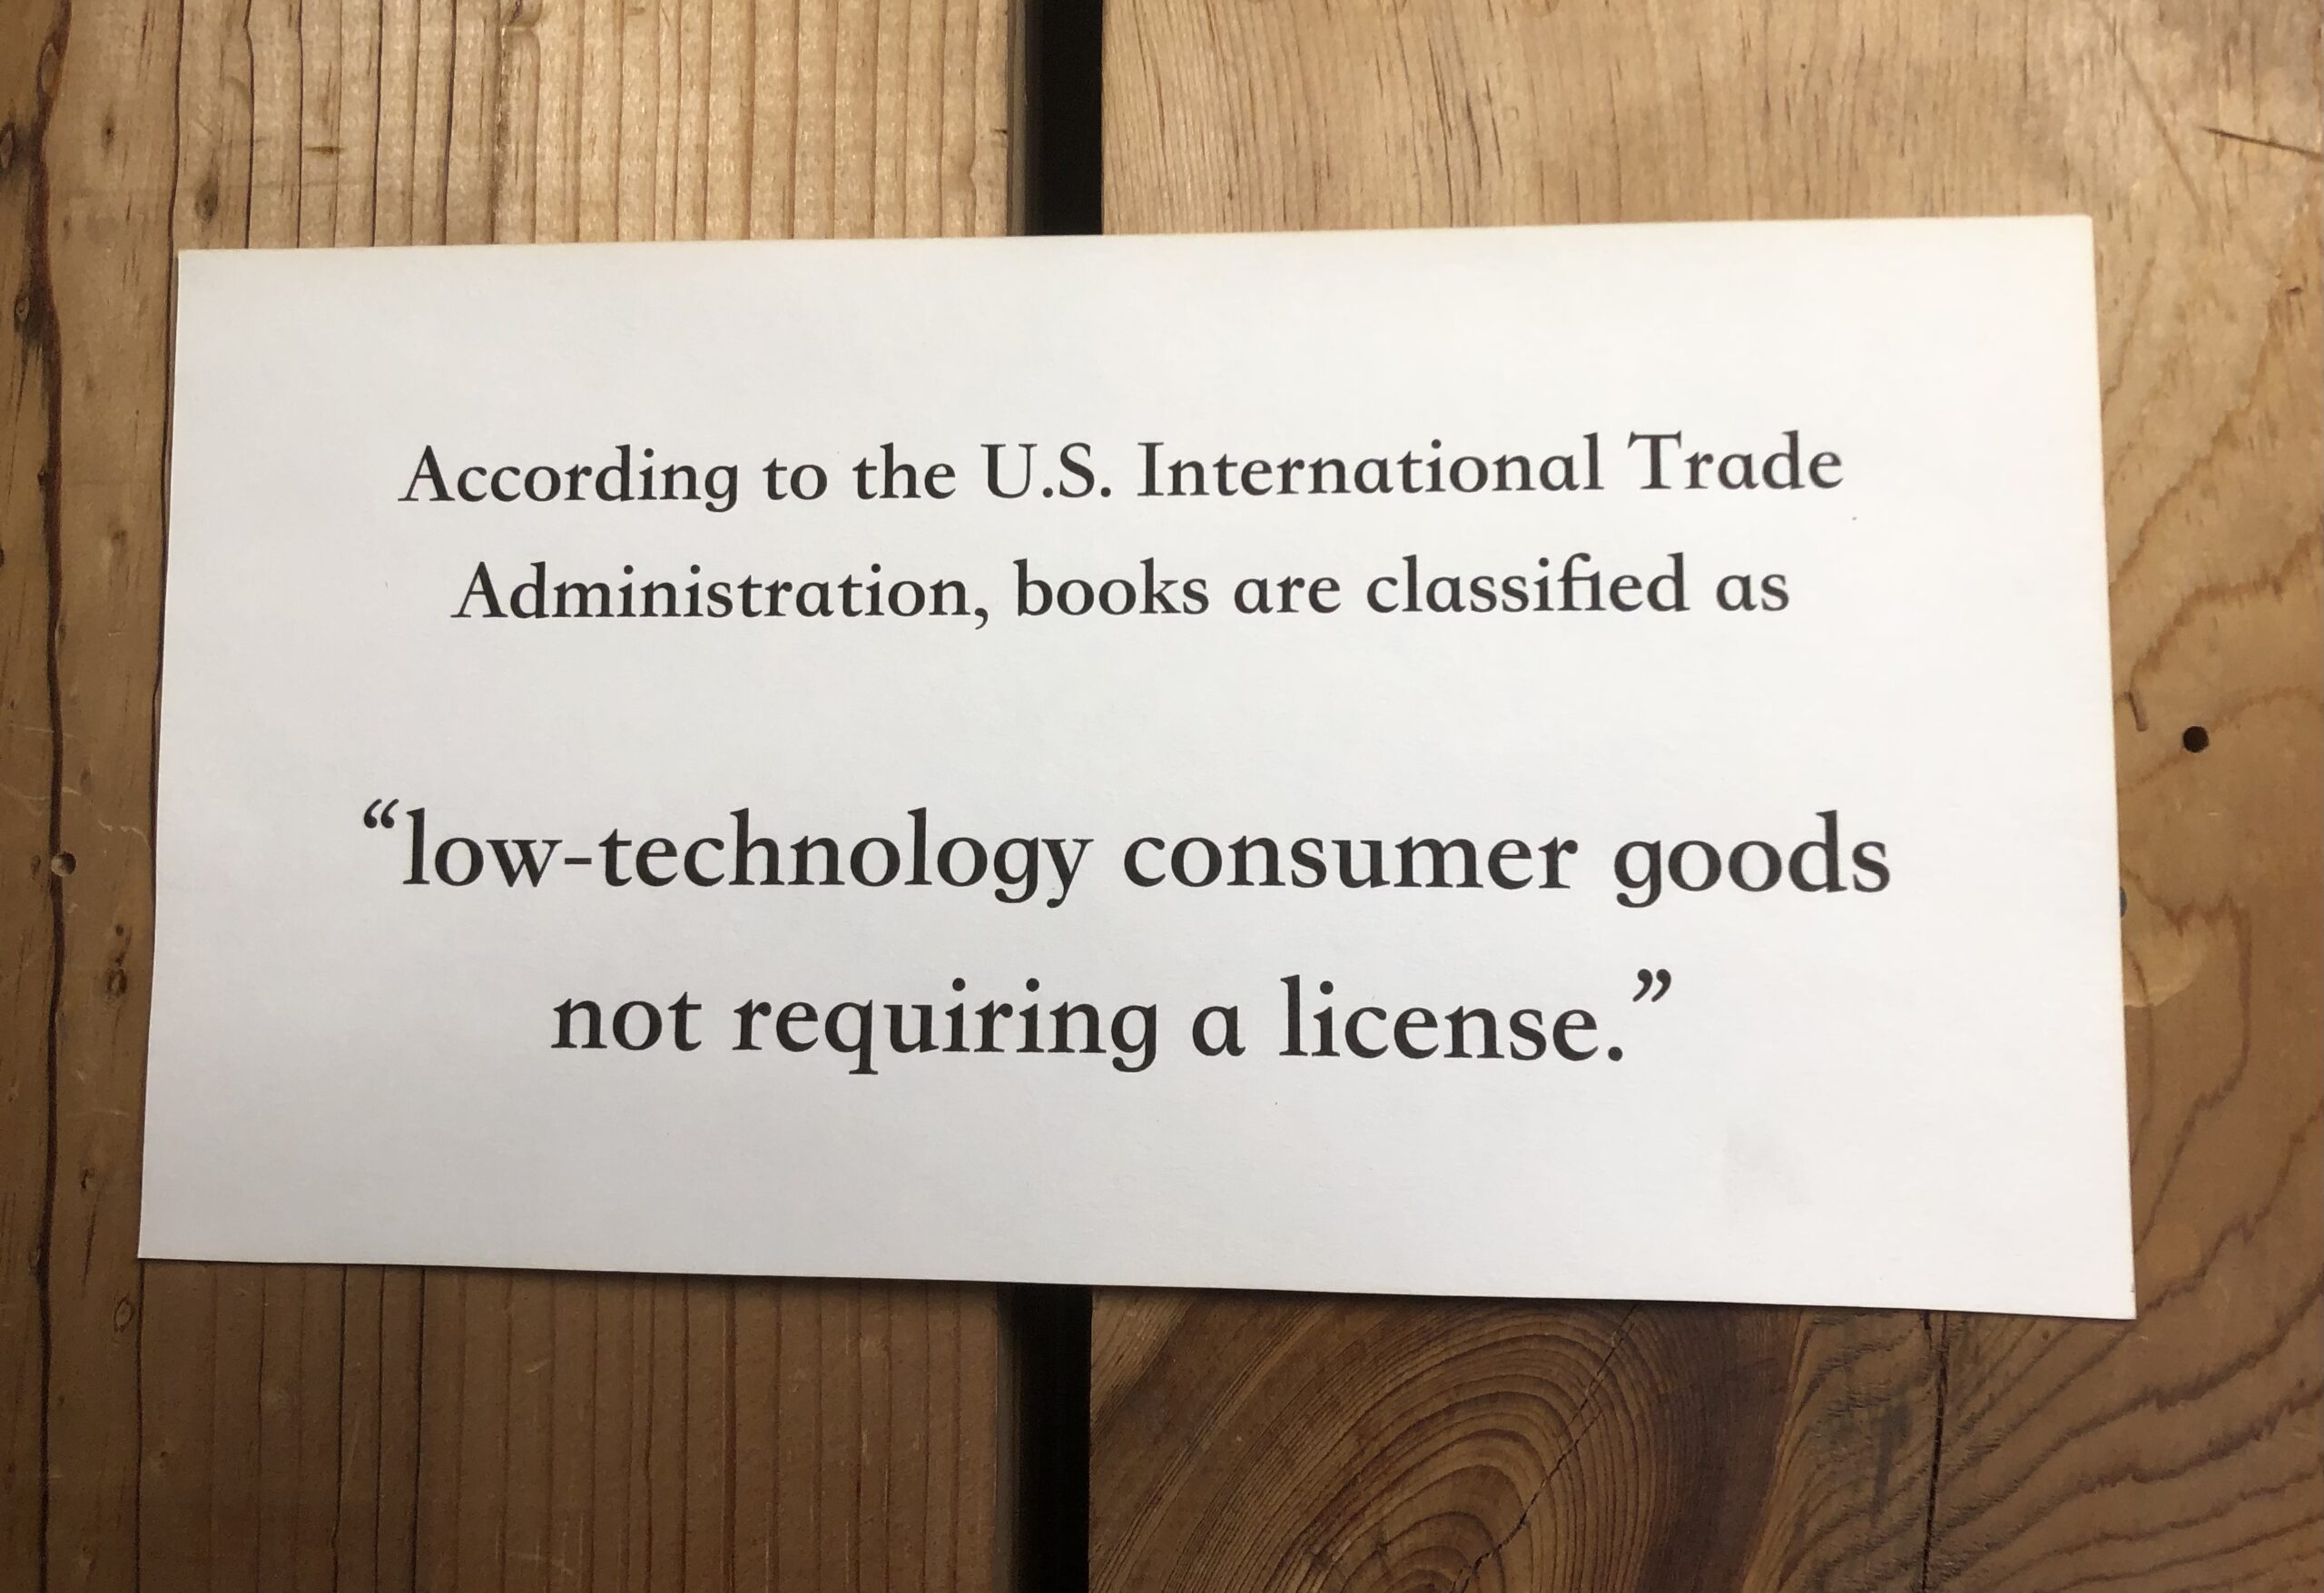 According to the U.S. International Trade
Administration, books are classified as
“low-technology consumer goods
not requiring a license.”